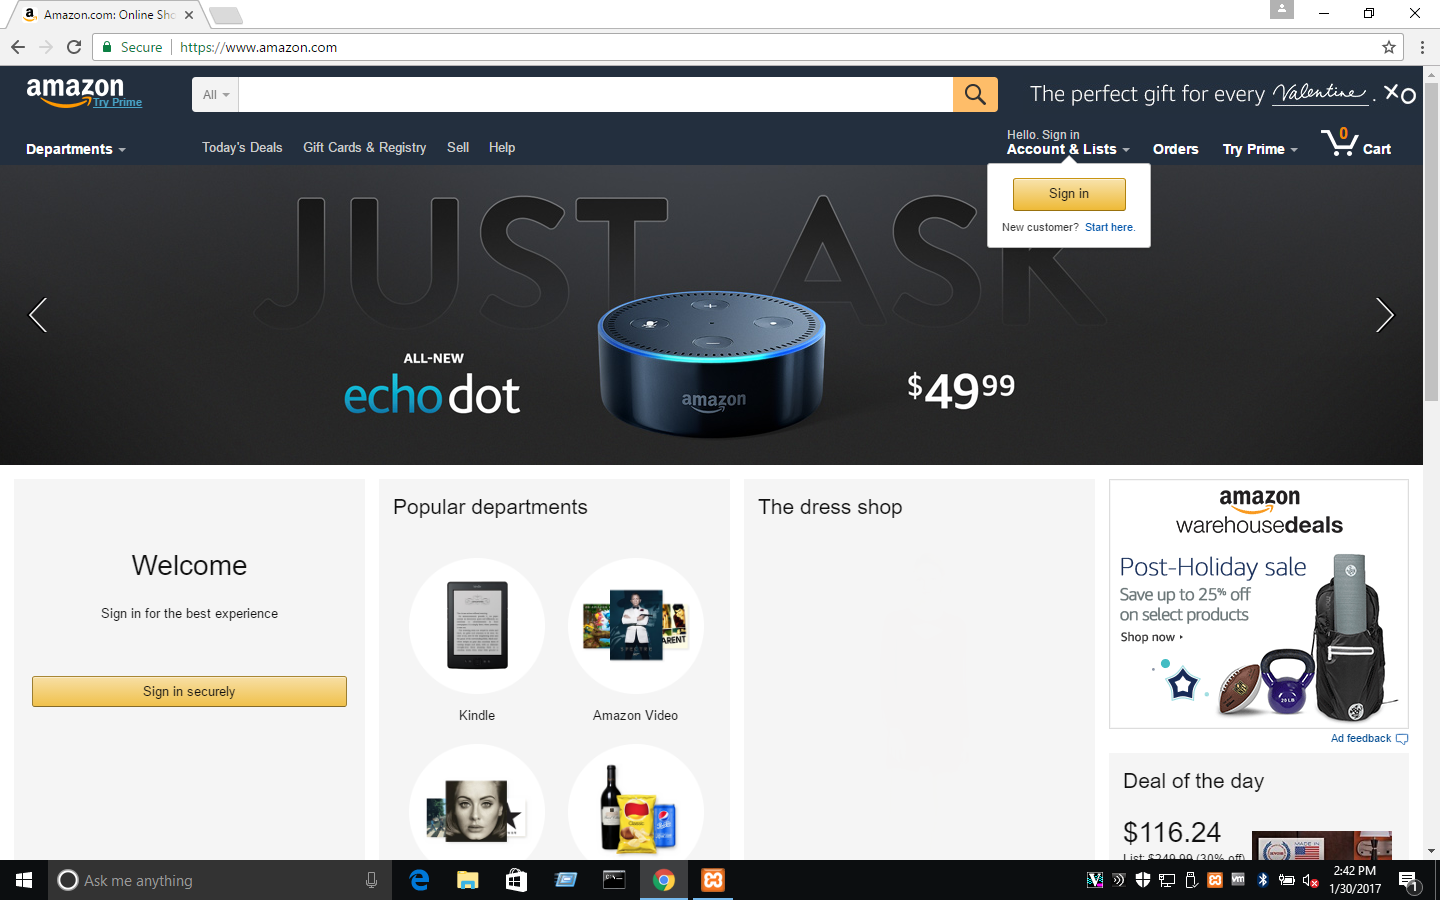 Amazon.com: Online Sho
Secure
https://www.amazon.com
amazon
Try Prime
All
The perfect gift for every Valentine. XO
Departments
Today's Deals
Gift Cards & Registry
Sell
Help
Hello. Sign in
Account & Lists
Orders
Try Prime
0
Cart
Sign in
New customer? Start here.
JUST ASK
ALL-NEW
echo dot
amazon
$49 99
Welcome
Sign in for the best experience
Sign in securely
Popular departments
Kindle
Amazon Video
SPECTRE
The dress shop
amazon
warehousedeals
Post-Holiday sale
Save up to 25% off
on select products
Shop now
Ad feedback
Deal of the day
$116.24
List: $249.99 (30% off)
MADE IN
Ask me anything
2:42 PM
1/30/2017
1